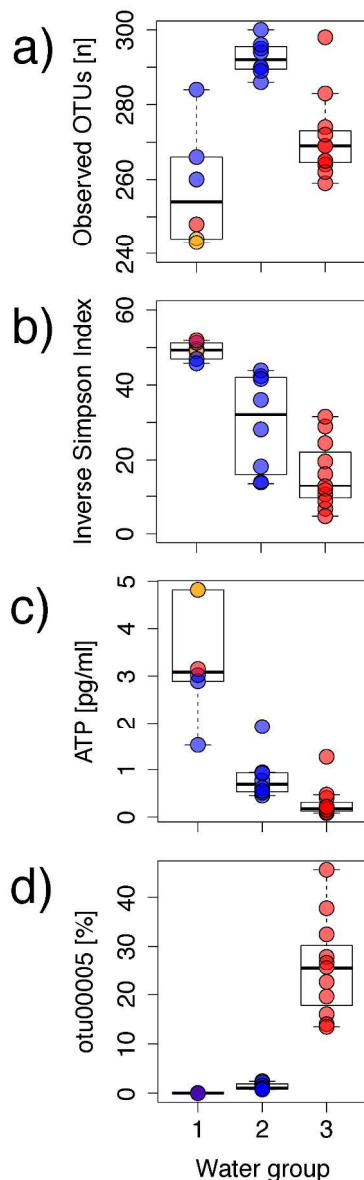 a)
Observed OTUs [n]
300
280
260
240
b)
Inverse Simpson Index
60
40
20
0
c)
ATP [pg/ml]
5
4
3
2
1
0
d)
otu00005 [%]
40
30
20
10
0
1 2 3
Water group